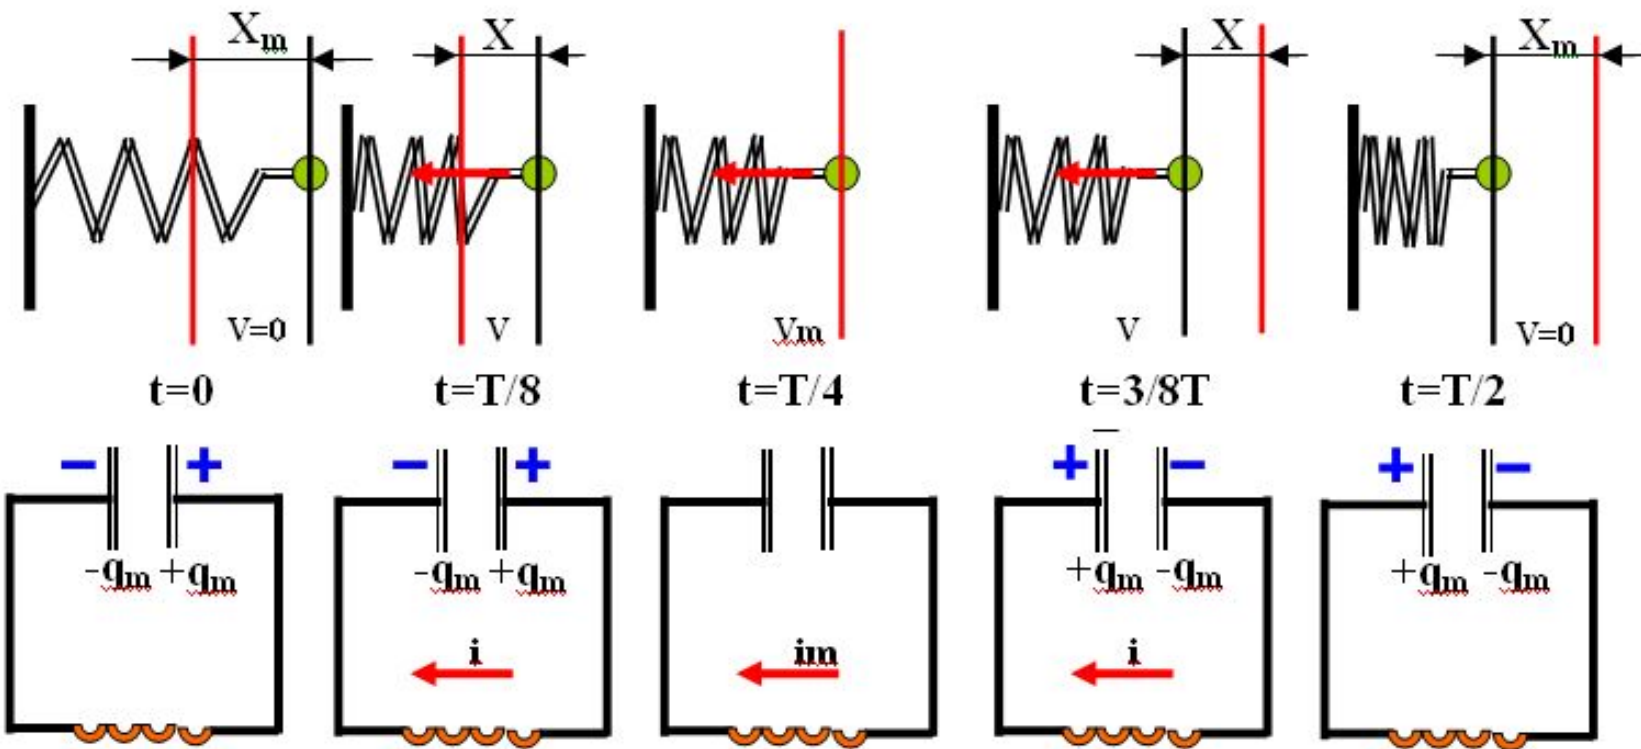 Xm X X Xm
V=0 V Vm V V=0
t=0 t=T/8 t=T/4 t=3/8T t=T/2
− + − + + − + −
-qm +qm -qm +qm +qm -qm +qm -qm
i im i